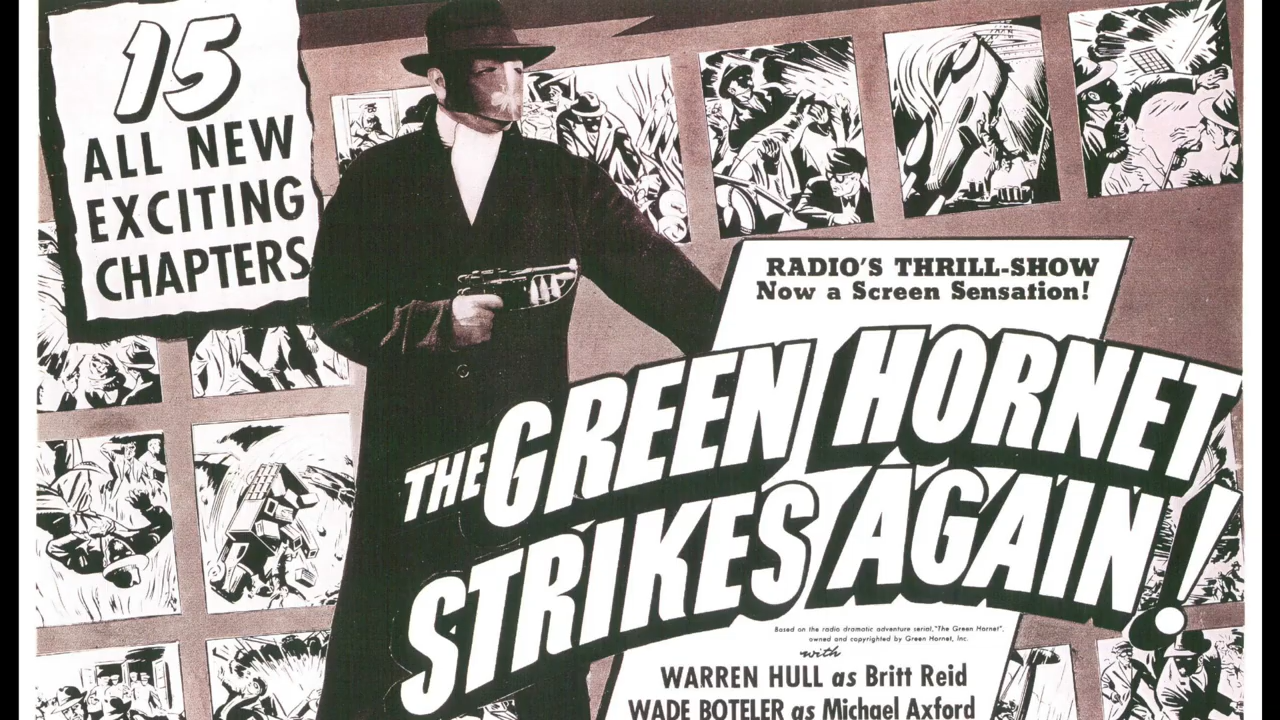 15
ALL NEW
EXCITING
CHAPTERS
RADIO'S THRILL-SHOW
Now a Screen Sensation!
THE GREEN HORNET
STRIKES AGAIN!
Based on the radio dramatic adventure serial, "The Green Hornet",
owned and copyrighted by Green Hornet, Inc.
with
WARREN HULL as Britt Reid
WADE BOTELER as Michael Axford